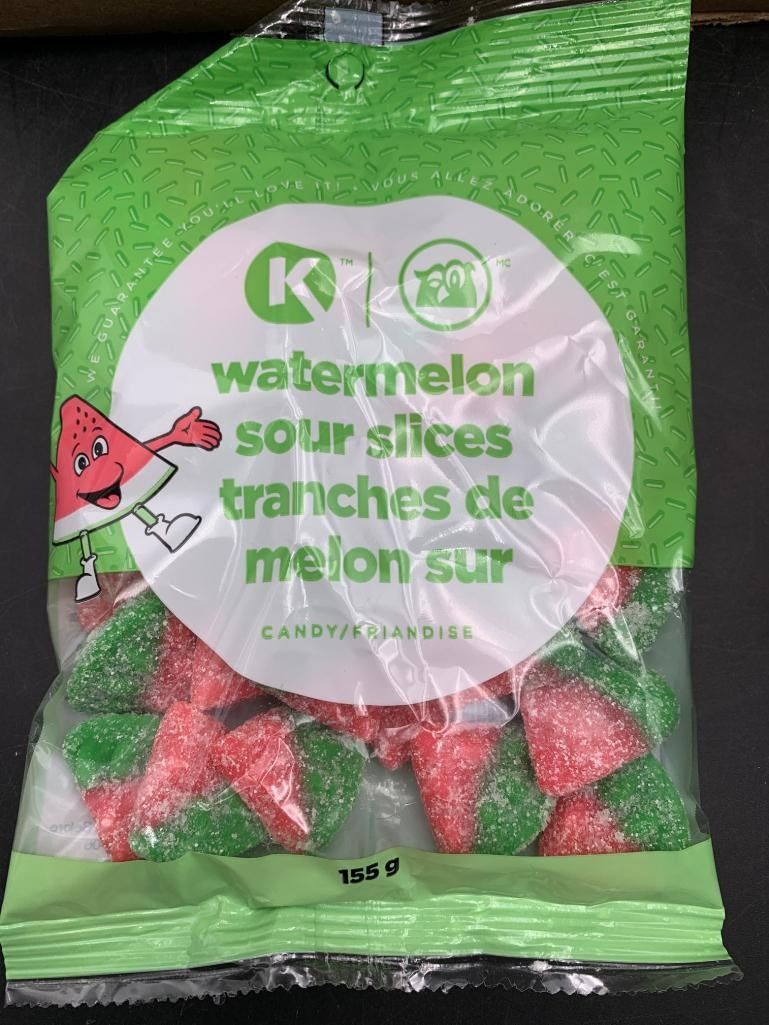 WE GUARANTEE YOU'LL LOVE IT! • VOUS ALLEZ ADORER, C'EST GARANTI!
K TM | MC
watermelon
sour slices
tranches de
melon sur
CANDY/FRIANDISE
155 g